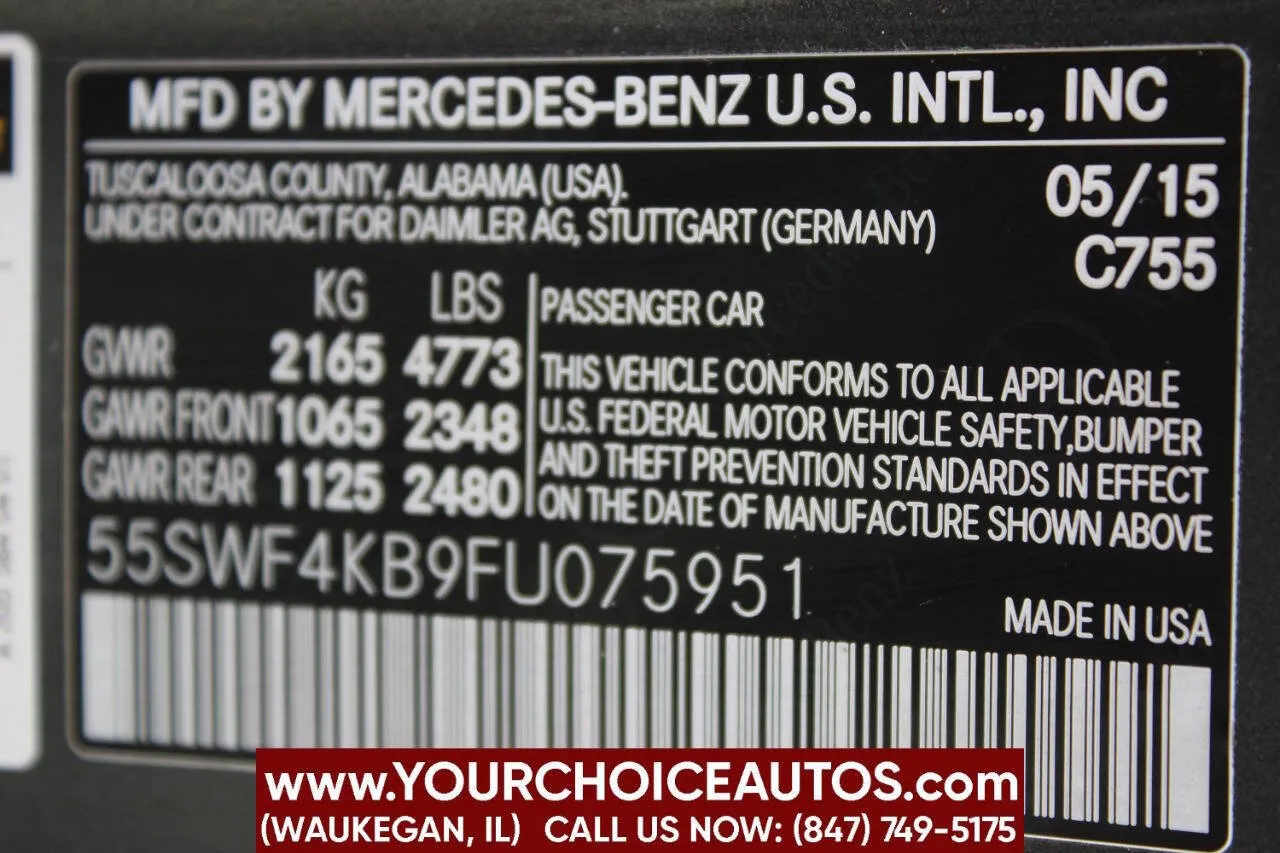 MFD BY MERCEDES-BENZ U.S. INTL., INC
TUSCALOOSA COUNTY, ALABAMA (USA).
UNDER CONTRACT FOR DAIMLER AG, STUTTGART (GERMANY)
05/15
C755
KG LBS
GVWR 2165 4773
GAWR FRONT 1065 2348
GAWR REAR 1125 2480
PASSENGER CAR
THIS VEHICLE CONFORMS TO ALL APPLICABLE
U.S. FEDERAL MOTOR VEHICLE SAFETY,BUMPER
AND THEFT PREVENTION STANDARDS IN EFFECT
ON THE DATE OF MANUFACTURE SHOWN ABOVE
55SWF4KB9FU075951
MADE IN USA
www.YOURCHOICEAUTOS.com
(WAUKEGAN, IL) CALL US NOW: (847) 749-5175